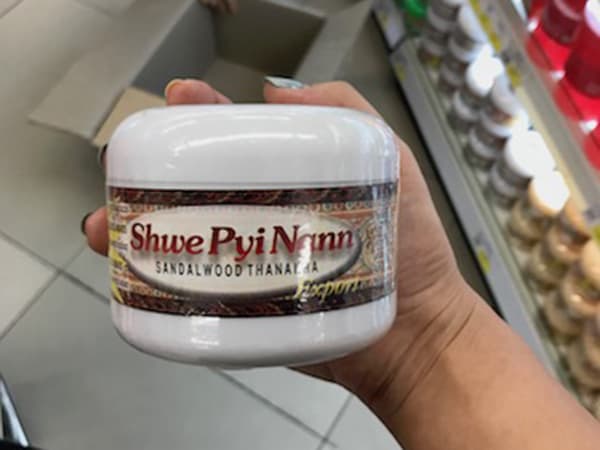 Shwe Pyi Nann
SANDALWOOD THANAKHA
Export